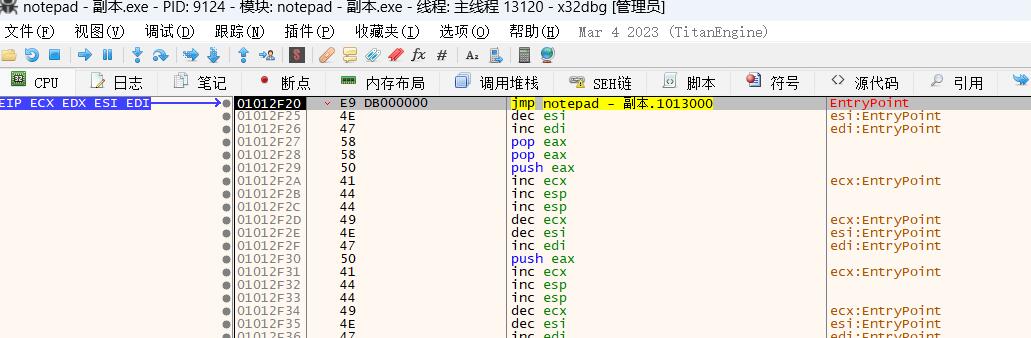 notepad - 副本.exe - PID: 9124 - 模块: notepad - 副本.exe - 线程: 主线程 13120 - x32dbg [管理员]
文件(F) 视图(V) 调试(D) 跟踪(N) 插件(P) 收藏夹(I) 选项(O) 帮助(H) Mar 4 2023 (TitanEngine)
CPU 日志 笔记 断点 内存布局 调用堆栈 SEH链 脚本 符号 源代码 引用
EIP ECX EDX ESI EDI 01012F20 E9 DB000000 jmp notepad - 副本.1013000 EntryPoint
01012F25 4E dec esi esi:EntryPoint
01012F26 47 inc edi edi:EntryPoint
01012F27 58 pop eax
01012F28 58 pop eax
01012F29 50 push eax
01012F2A 41 inc ecx ecx:EntryPoint
01012F2B 44 inc esp
01012F2C 44 inc esp
01012F2D 49 dec ecx ecx:EntryPoint
01012F2E 4E dec esi esi:EntryPoint
01012F2F 47 inc edi edi:EntryPoint
01012F30 50 push eax
01012F31 41 inc ecx ecx:EntryPoint
01012F32 44 inc esp
01012F33 44 inc esp
01012F34 49 dec ecx ecx:EntryPoint
01012F35 4E dec esi esi:EntryPoint
01012F36 47 inc edi edi:EntryPoint